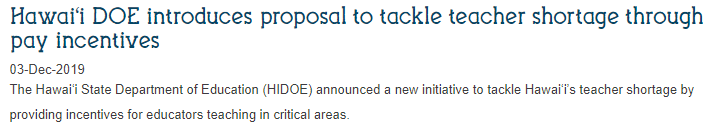 Hawaiʻi DOE introduces proposal to tackle teacher shortage through
pay incentives
03-Dec-2019
The Hawaiʻi State Department of Education (HIDOE) announced a new initiative to tackle Hawaiʻi's teacher shortage by
providing incentives for educators teaching in critical areas.